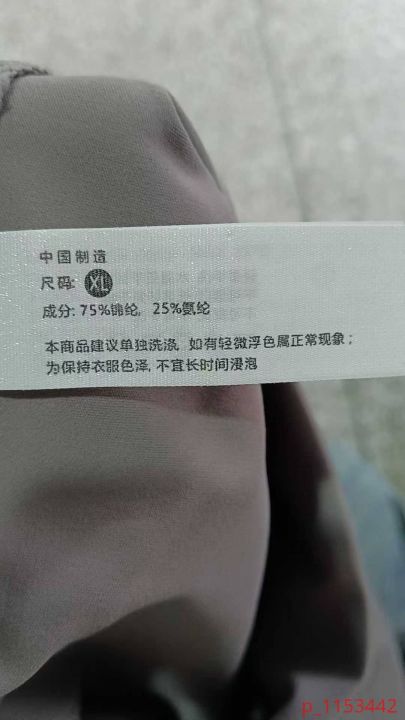 中国制造
尺码: XL
成分: 75%锦纶, 25%氨纶
本商品建议单独洗涤, 如有轻微浮色属正常现象;
为保持衣服色泽, 不宜长时间浸泡
p_1153442